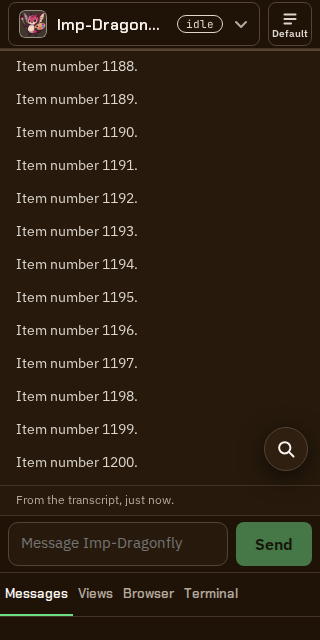 Imp-Dragon...
idle
Default
Item number 1188.
Item number 1189.
Item number 1190.
Item number 1191.
Item number 1192.
Item number 1193.
Item number 1194.
Item number 1195.
Item number 1196.
Item number 1197.
Item number 1198.
Item number 1199.
Item number 1200.
From the transcript, just now.
Message Imp-Dragonfly
Send
Messages Views Browser Terminal